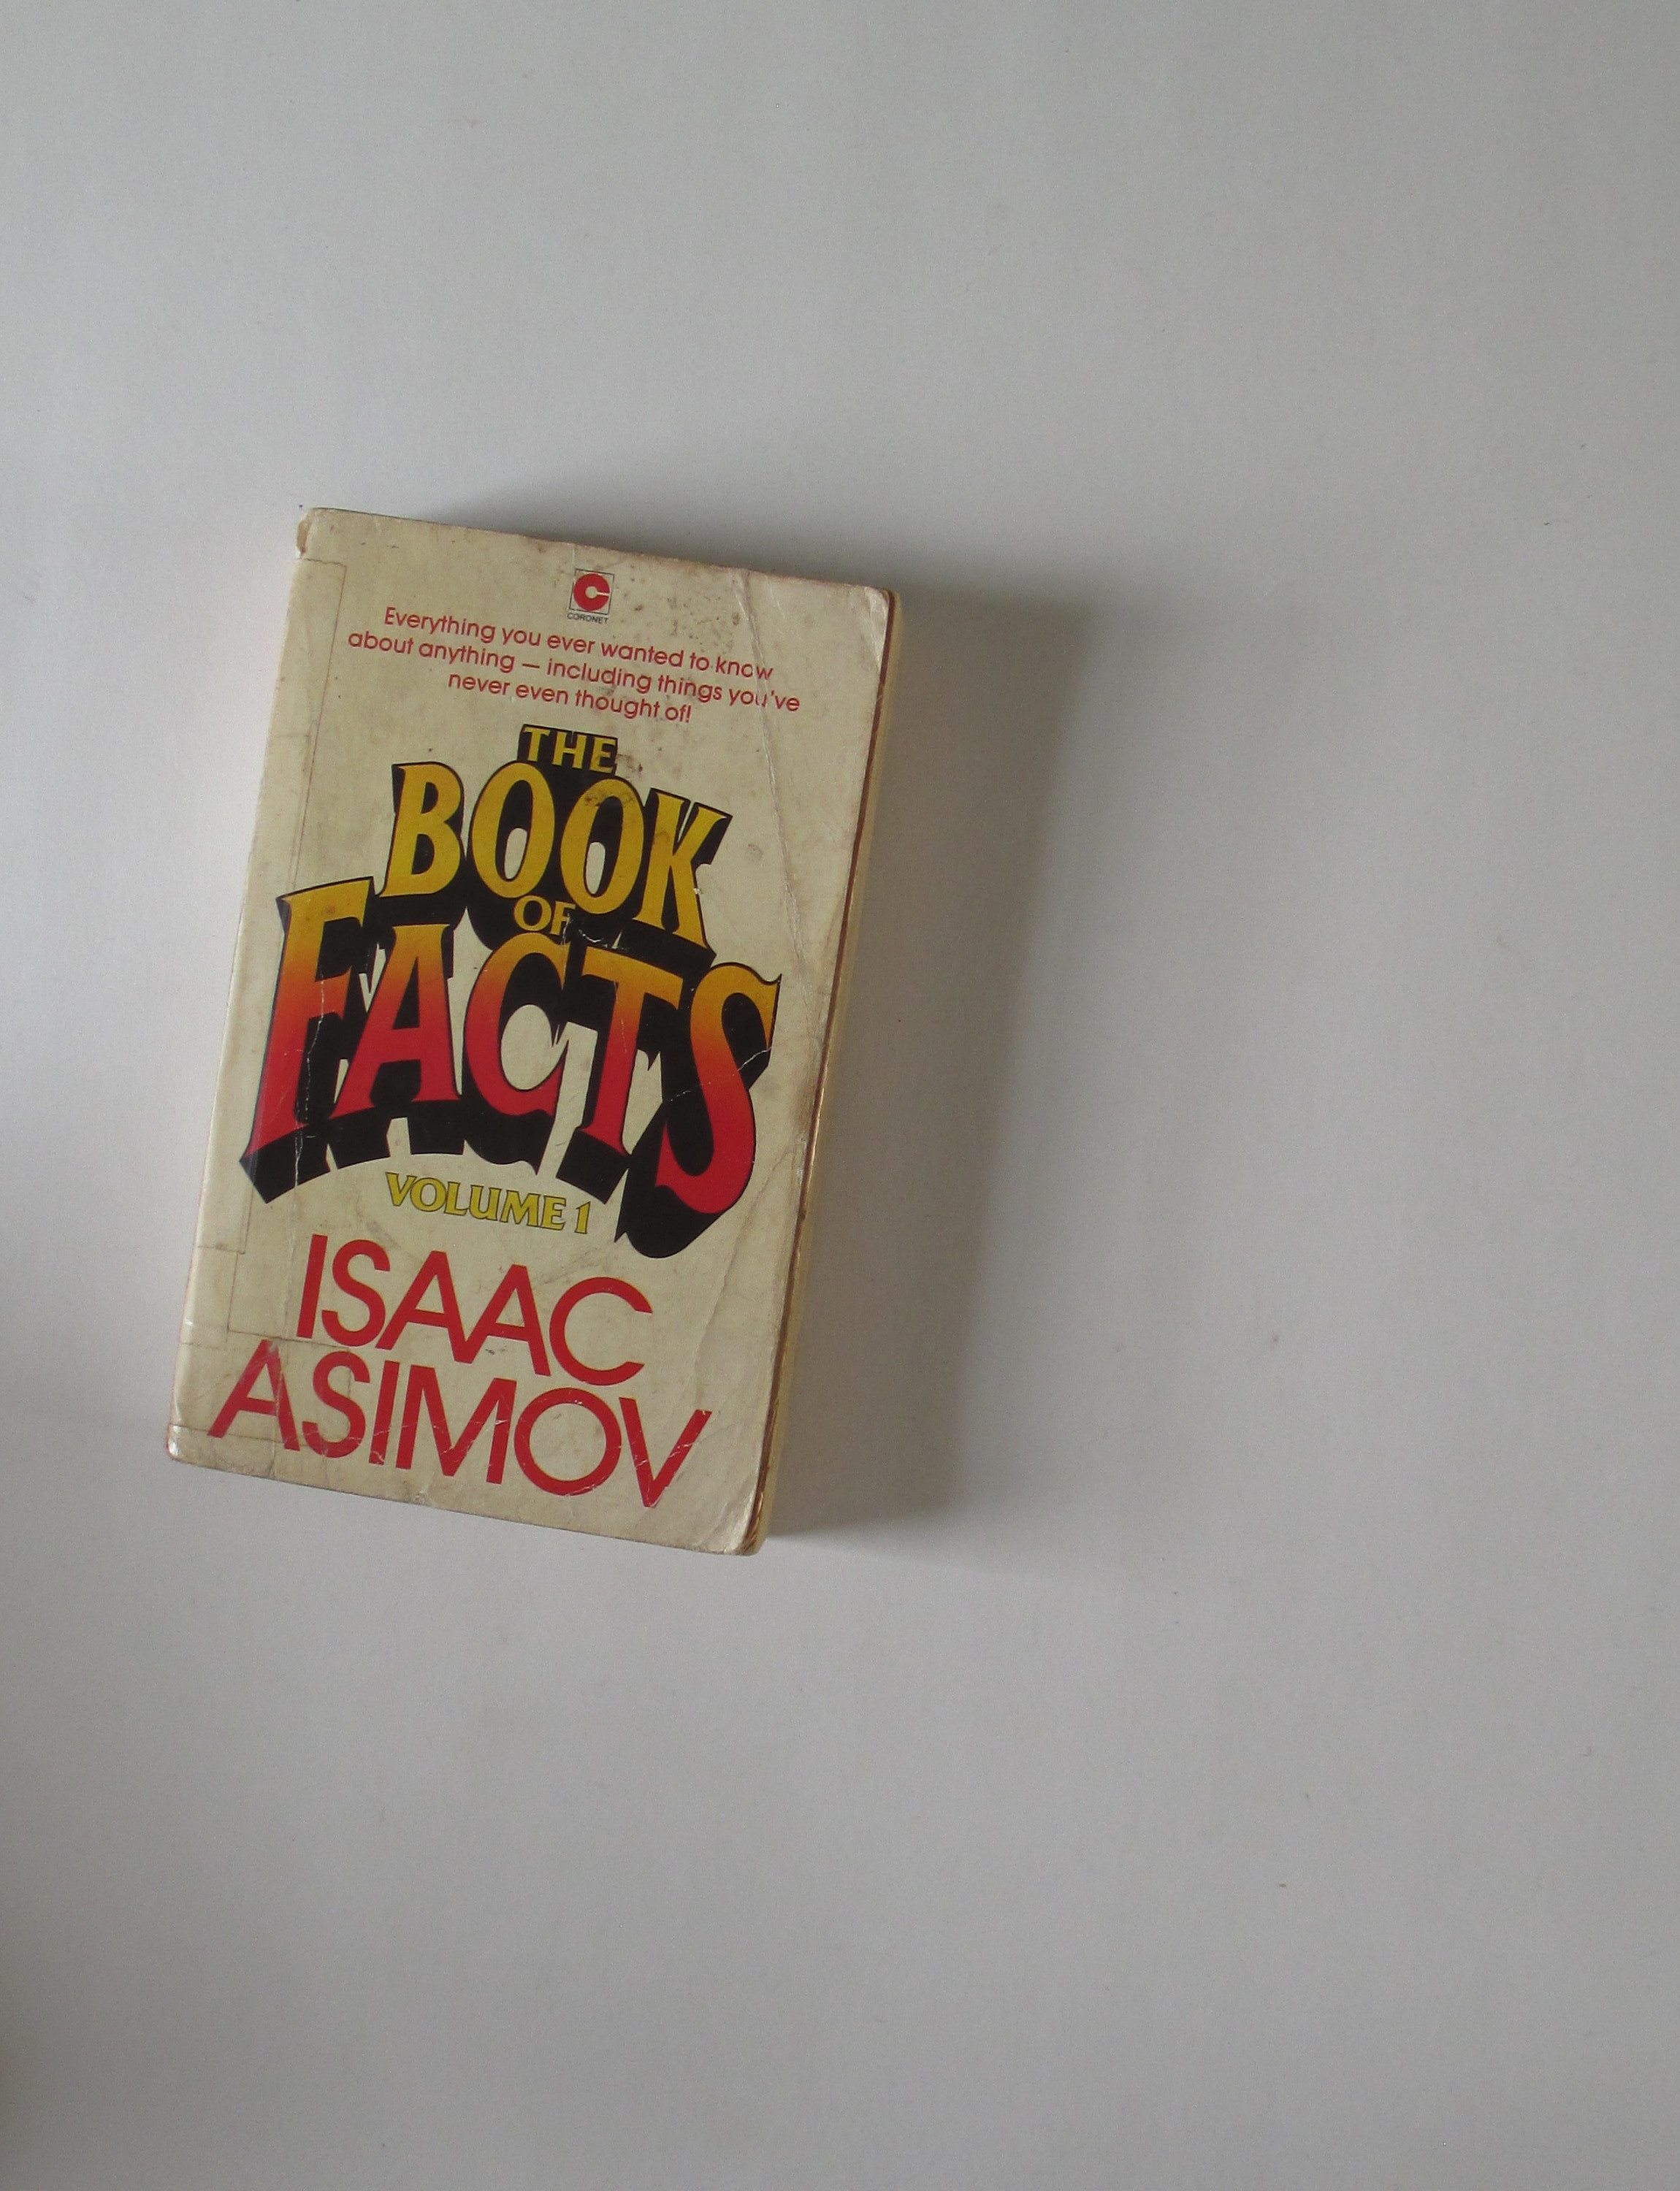 C
CORONET
Everything you ever wanted to know
about anything — including things you've
never even thought of!
THE
BOOK
OF
FACTS
VOLUME 1
ISAAC
ASIMOV